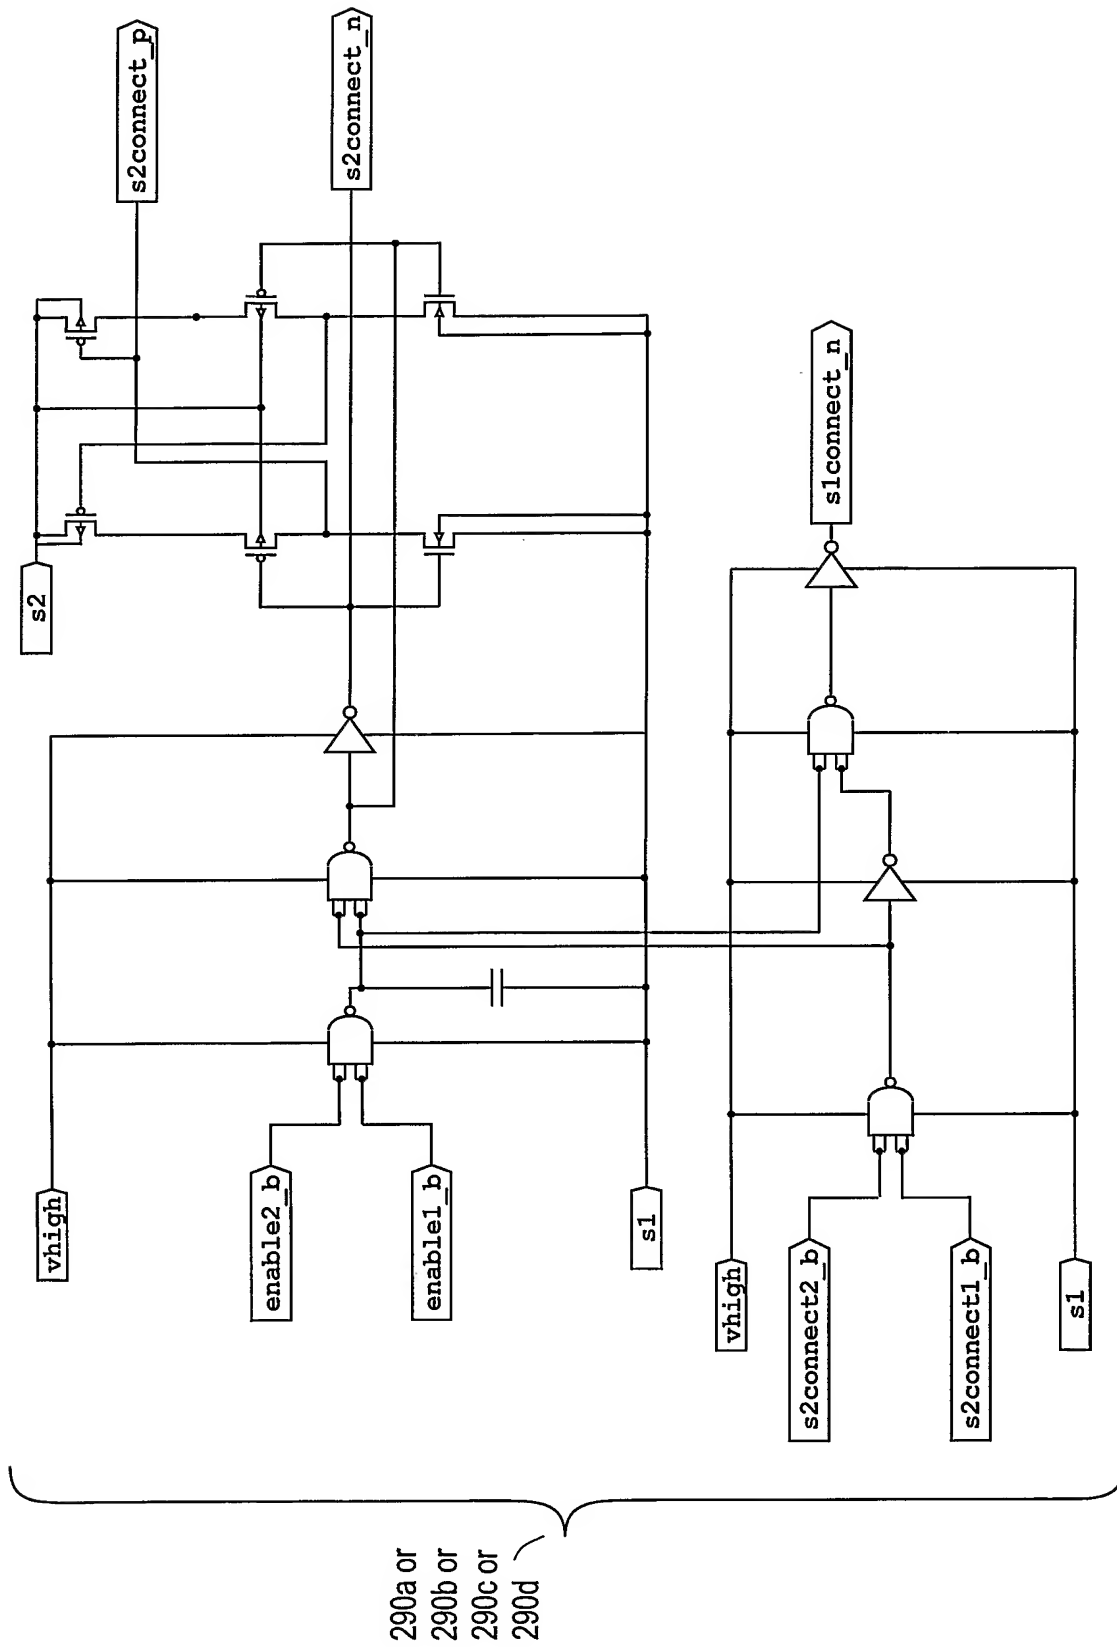 s2connect_p
s2connect_n
s2
vhigh
enable2_b
enable1_b
s1
s1connect_n
vhigh
s2connect2_b
s2connect1_b
s1
290a or
290b or
290c or
290d